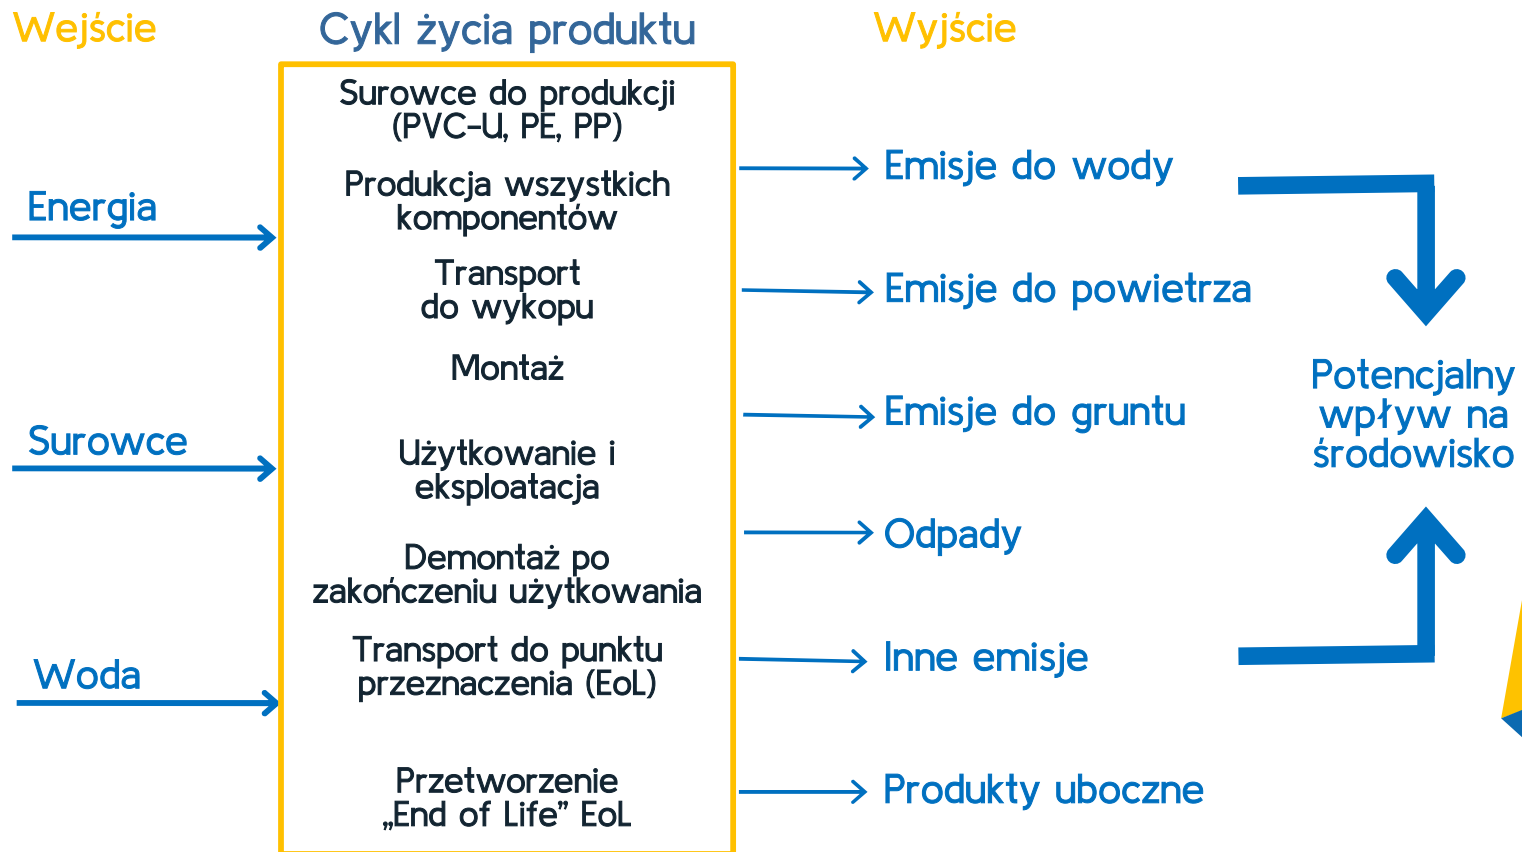 Wejście
Cykl życia produktu
Wyjście
Surowce do produkcji
(PVC-U, PE, PP)
Produkcja wszystkich
komponentów
Transport
do wykopu
Montaż
Użytkowanie i
eksploatacja
Demontaż po
zakończeniu użytkowania
Transport do punktu
przeznaczenia (EoL)
Przetworzenie
„End of Life” EoL
Energia
Surowce
Woda
Emisje do wody
Emisje do powietrza
Emisje do gruntu
Odpady
Inne emisje
Produkty uboczne
Potencjalny
wpływ na
środowisko